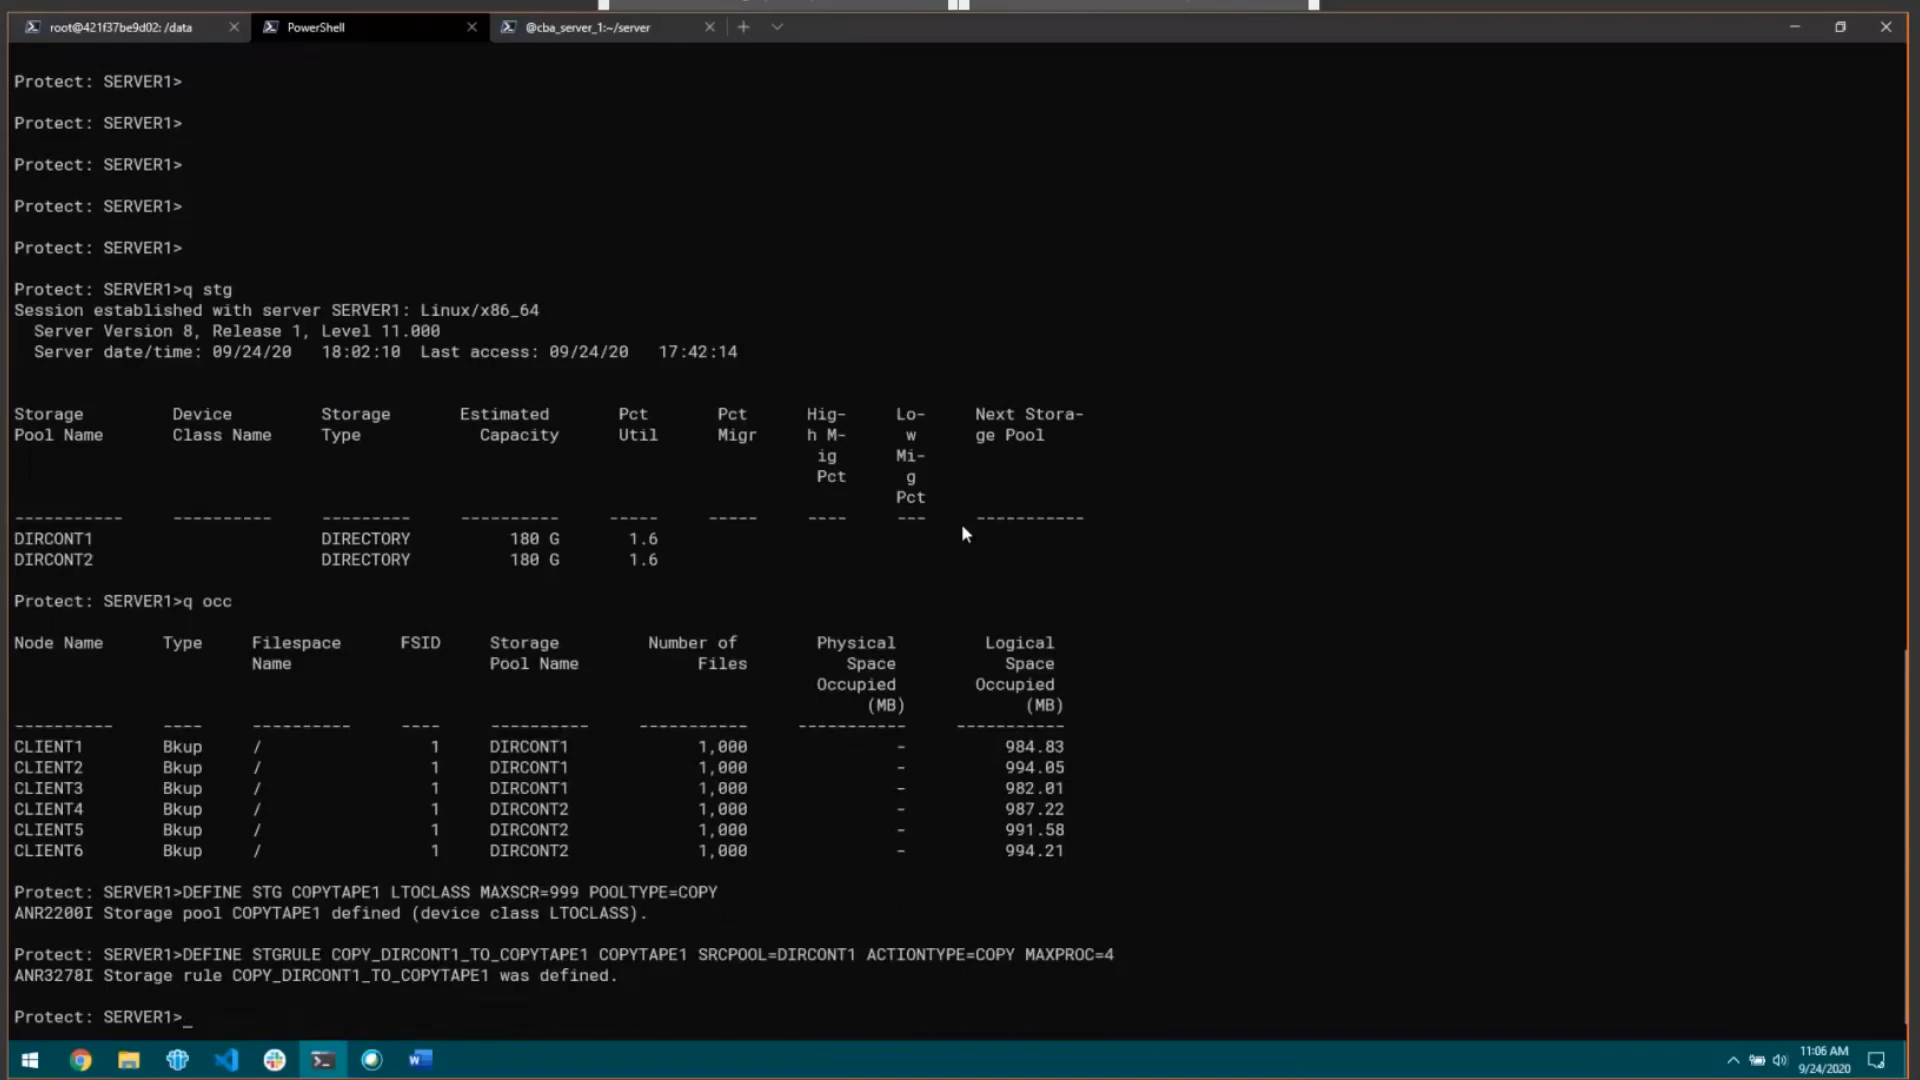 root@421f37be9d02: /data
PowerShell
@cba_server_1:~/server
Protect: SERVER1>
Protect: SERVER1>
Protect: SERVER1>
Protect: SERVER1>
Protect: SERVER1>
Protect: SERVER1>q stg
Session established with server SERVER1: Linux/x86_64
Server Version 8, Release 1, Level 11.000
Server date/time: 09/24/20 18:02:10 Last access: 09/24/20 17:42:14
Storage Device Storage Estimated Pct Pct Hig- Lo- Next Stora-
Pool Name Class Name Type Capacity Util Migr h M- w ge Pool
ig Mi-
Pct g
Pct
----------- ---------- --------- ---------- ----- ----- ---- --- -----------
DIRCONT1 DIRECTORY 180 G 1.6
DIRCONT2 DIRECTORY 180 G 1.6
Protect: SERVER1>q occ
Node Name Type Filespace FSID Storage Number of Physical Logical
Name Pool Name Files Space Space
Occupied Occupied
(MB) (MB)
---------- ---- ---------- ---- ---------- ----------- ----------- -----------
CLIENT1 Bkup / 1 DIRCONT1 1,000 - 984.83
CLIENT2 Bkup / 1 DIRCONT1 1,000 - 994.05
CLIENT3 Bkup / 1 DIRCONT1 1,000 - 982.01
CLIENT4 Bkup / 1 DIRCONT2 1,000 - 987.22
CLIENT5 Bkup / 1 DIRCONT2 1,000 - 991.58
CLIENT6 Bkup / 1 DIRCONT2 1,000 - 994.21
Protect: SERVER1>DEFINE STG COPYTAPE1 LTOCLASS MAXSCR=999 POOLTYPE=COPY
ANR2200I Storage pool COPYTAPE1 defined (device class LTOCLASS).
Protect: SERVER1>DEFINE STGRULE COPY_DIRCONT1_TO_COPYTAPE1 COPYTAPE1 SRCPOOL=DIRCONT1 ACTIONTYPE=COPY MAXPROC=4
ANR3278I Storage rule COPY_DIRCONT1_TO_COPYTAPE1 was defined.
Protect: SERVER1>_
11:06 AM
9/24/2020